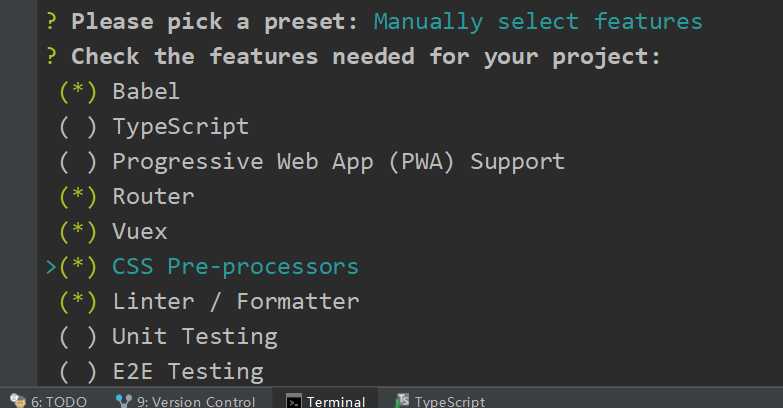 ? Please pick a preset: Manually select features
? Check the features needed for your project:
(*) Babel
( ) TypeScript
( ) Progressive Web App (PWA) Support
(*) Router
(*) Vuex
>(*) CSS Pre-processors
(*) Linter / Formatter
( ) Unit Testing
( ) E2E Testing
6: TODO 9: Version Control Terminal TypeScript